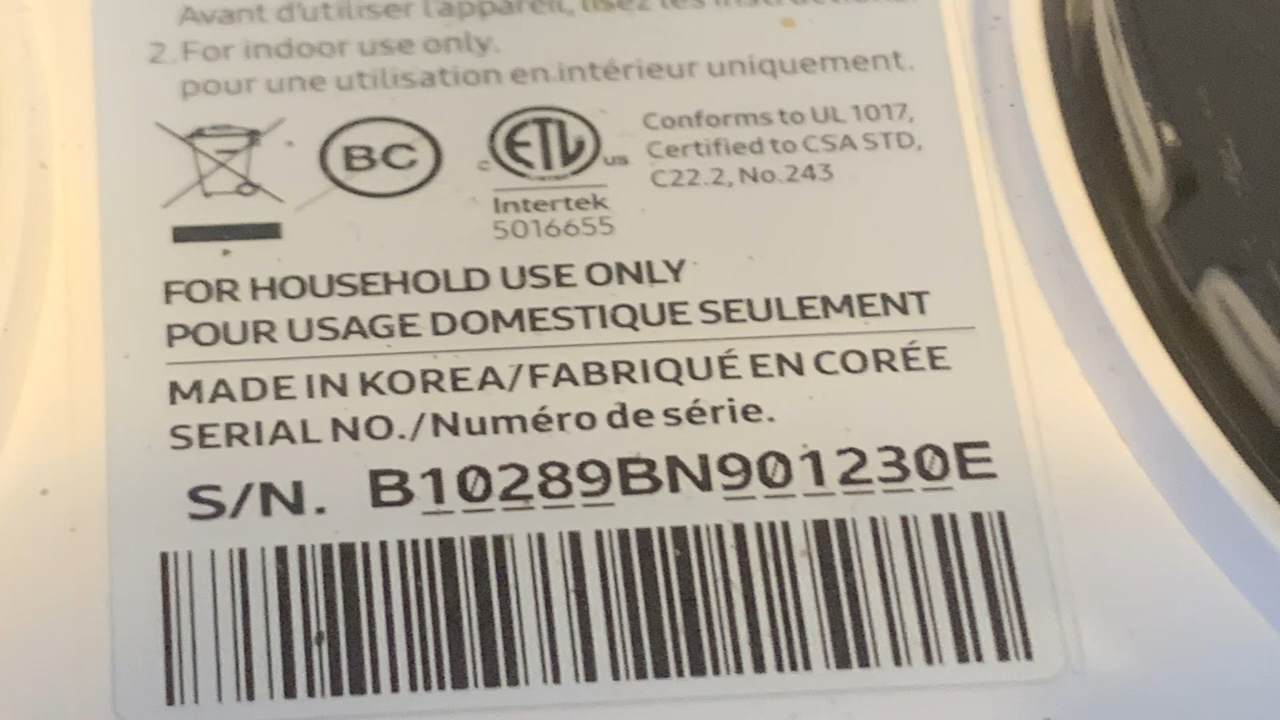 Avant d'utiliser l'appareil, lisez les instructions.
2. For indoor use only.
pour une utilisation en intérieur uniquement.
BC
c ETL us
Intertek
5016655
Conforms to UL 1017,
Certified to CSA STD,
C22.2, No.243
FOR HOUSEHOLD USE ONLY
POUR USAGE DOMESTIQUE SEULEMENT
MADE IN KOREA/FABRIQUÉ EN CORÉE
SERIAL NO./Numéro de série.
S/N. B10289BN901230E